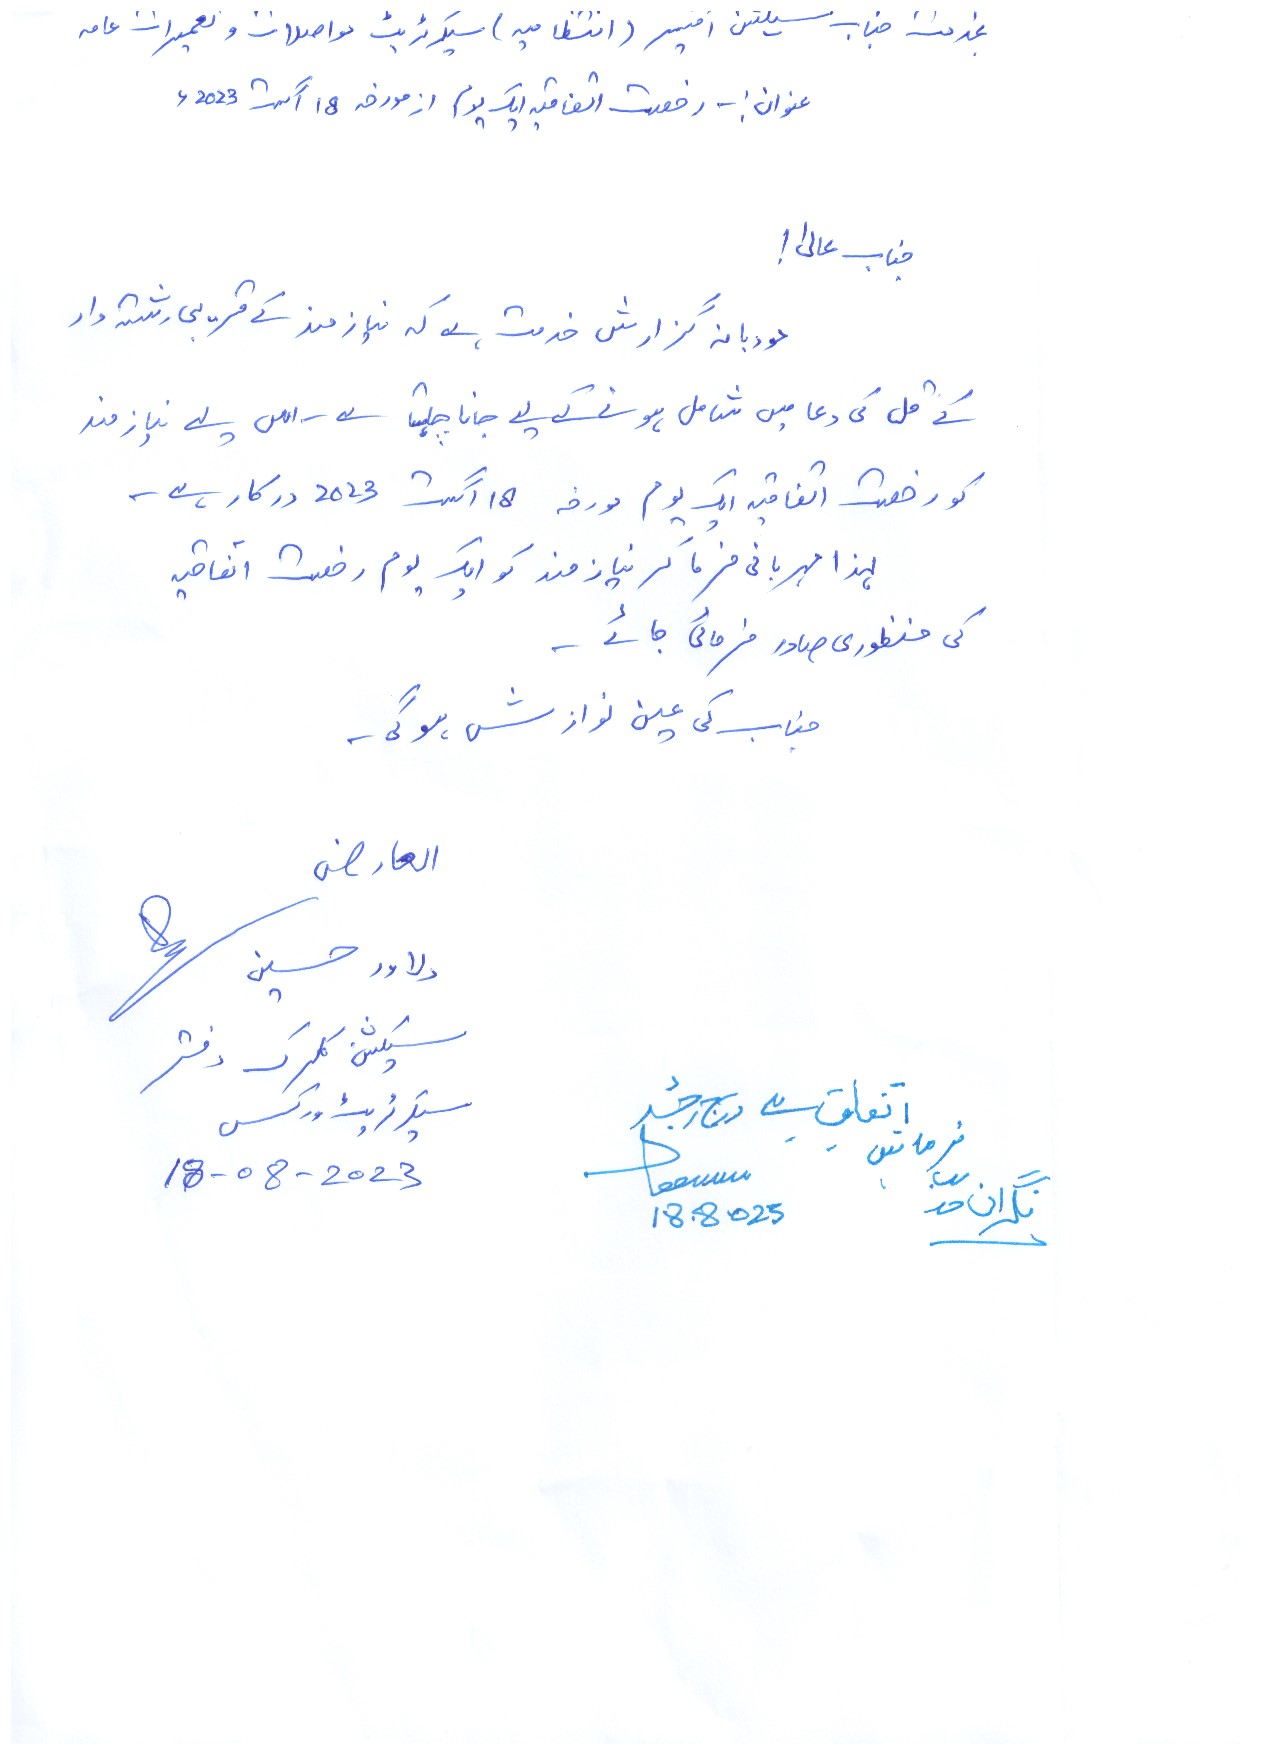 بخدمت جناب سیکشن آفیسر (انتظامیہ) سیکرٹریٹ مواصلات و تعمیرات عامہ
عنوان:۔ رخصت اتفاقیہ ایک یوم از مورخہ 18 اگست 2023ء
جناب عالیٰ!
مودبانہ گزارش خدمت ہے کہ نیازمند کے قریبی رشتہ دار
کے قل کی دعا میں شامل ہونے کے لیے جانا چاہتا ہے۔ اس لیے نیازمند
کو رخصت اتفاقیہ ایک یوم مورخہ 18 اگست 2023 درکار ہے۔
لہذا مہربانی فرما کر نیازمند کو ایک یوم رخصت اتفاقیہ
کی منظوری صادر فرمائی جائے۔
جناب کی عین نوازش ہوگی۔
العارض
دلاور حسین
سیکشن کلرک دفتر
سیکرٹریٹ ورکس
18-08-2023
اتفاق ہے درج رجسٹر
فرمائیں
نگران
18.8.023